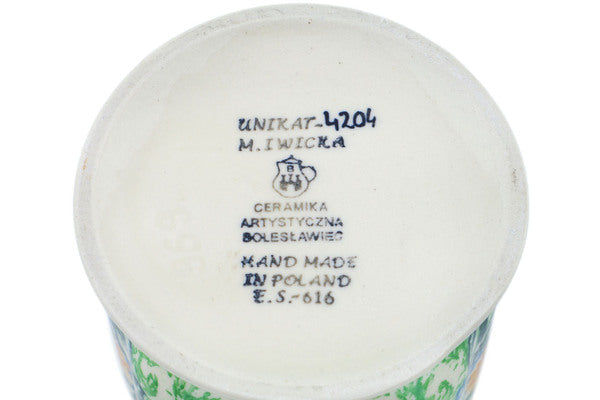 UNIKAT-4204
M.IWICKA
B
CERAMIKA
ARTYSTYCZNA
BOLESŁAWIEC
HAND MADE
IN POLAND
E.S.-616